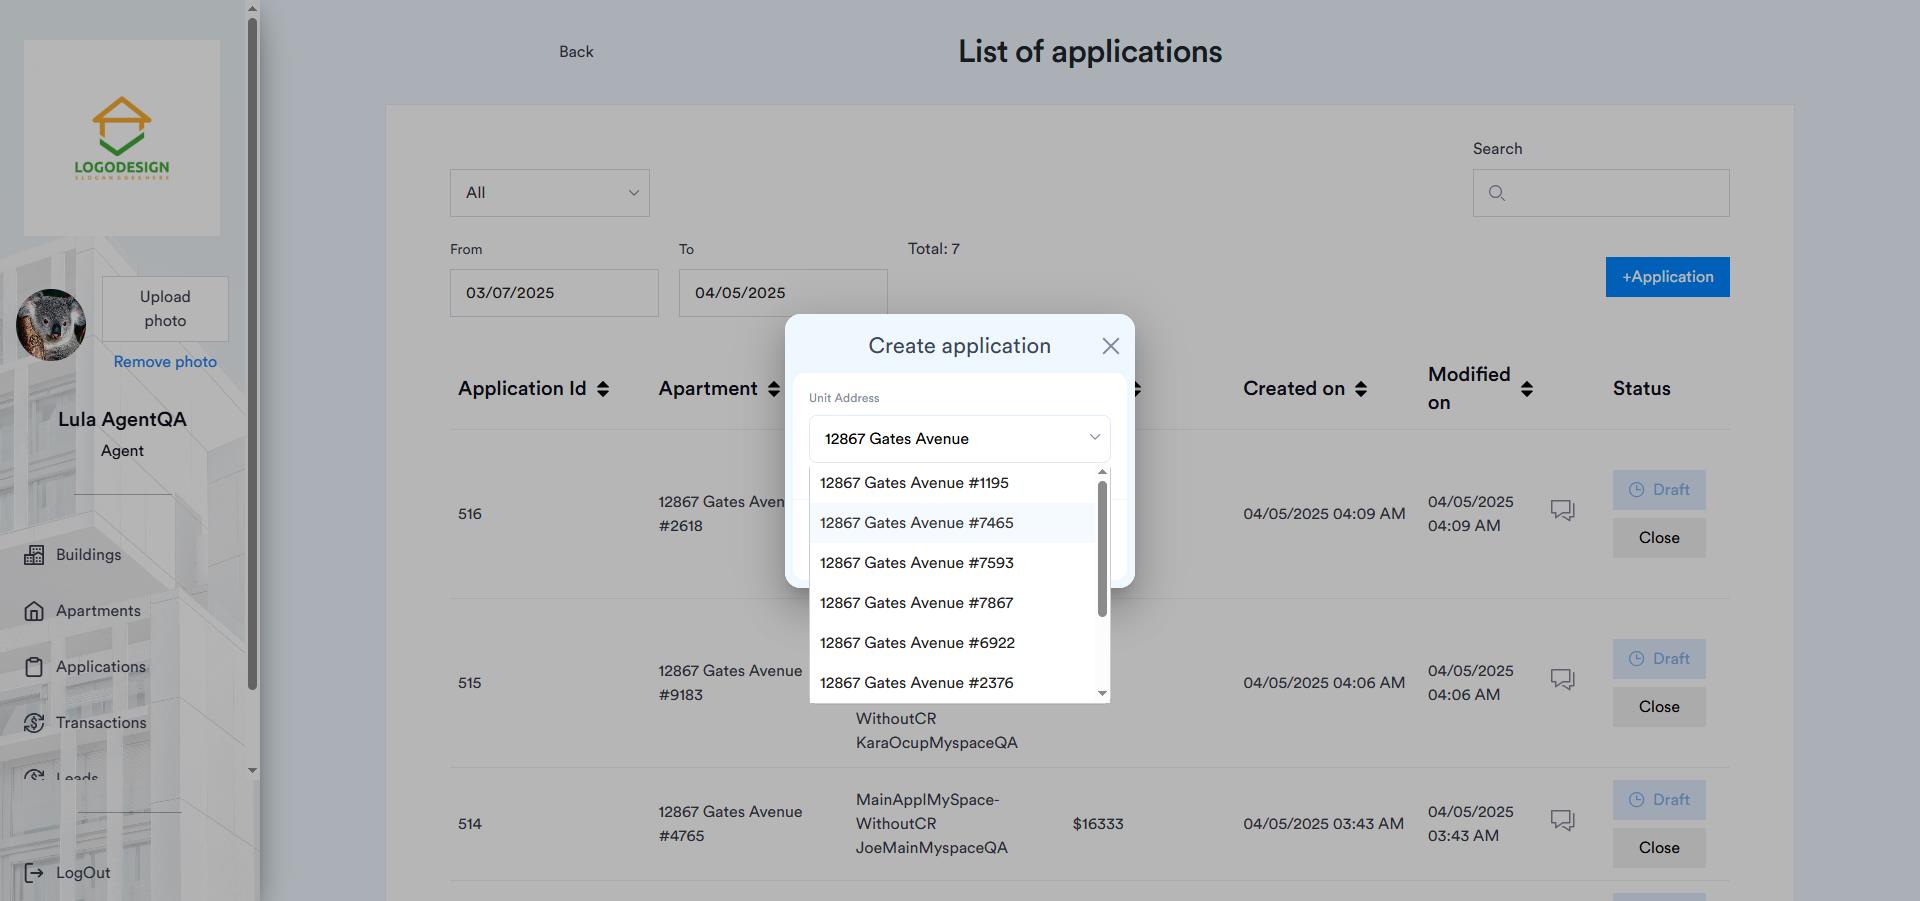 LOGODESIGN
SLOGAN GOES HERE
Upload
photo
Remove photo
Lula AgentQA
Agent
Buildings
Apartments
Applications
Transactions
Leads
LogOut
Back
List of applications
Search
All
From
To
Total: 7
03/07/2025
04/05/2025
+Application
Application Id
Apartment
Created on
Modified
on
Status
Create application
Unit Address
12867 Gates Avenue
12867 Gates Avenue #1195
12867 Gates Avenue #7465
12867 Gates Avenue #7593
12867 Gates Avenue #7867
12867 Gates Avenue #6922
12867 Gates Avenue #2376
516
12867 Gates Aven
#2618
04/05/2025 04:09 AM
04/05/2025
04:09 AM
Draft
Close
515
12867 Gates Avenue
#9183
WithoutCR
KaraOcupMyspaceQA
04/05/2025 04:06 AM
04/05/2025
04:06 AM
Draft
Close
514
12867 Gates Avenue
#4765
MainApplMySpace-
WithoutCR
JoeMainMyspaceQA
$16333
04/05/2025 03:43 AM
04/05/2025
03:43 AM
Draft
Close